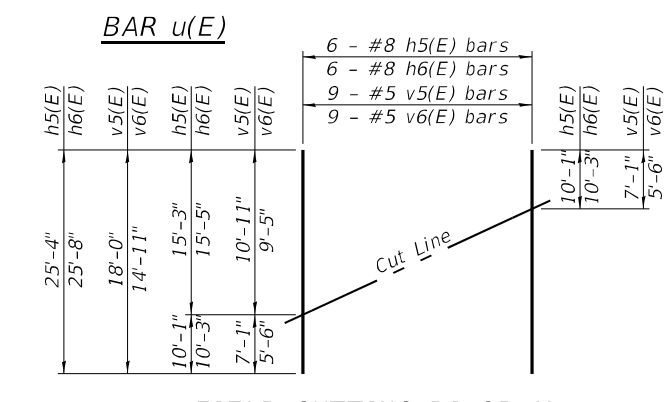 BAR u(E)
6 - #8 h5(E) bars
6 - #8 h6(E) bars
9 - #5 v5(E) bars
9 - #5 v6(E) bars
h5(E)
h6(E)
v5(E)
v6(E)
h5(E)
h6(E)
v5(E)
v6(E)
h5(E)
h6(E)
v5(E)
v6(E)
25'-4"
25'-8"
18'-0"
14'-11"
15'-3"
15'-5"
10'-11"
9'-5"
10'-1"
10'-3"
7'-1"
5'-6"
10'-1"
10'-3"
7'-1"
5'-6"
Cut Line